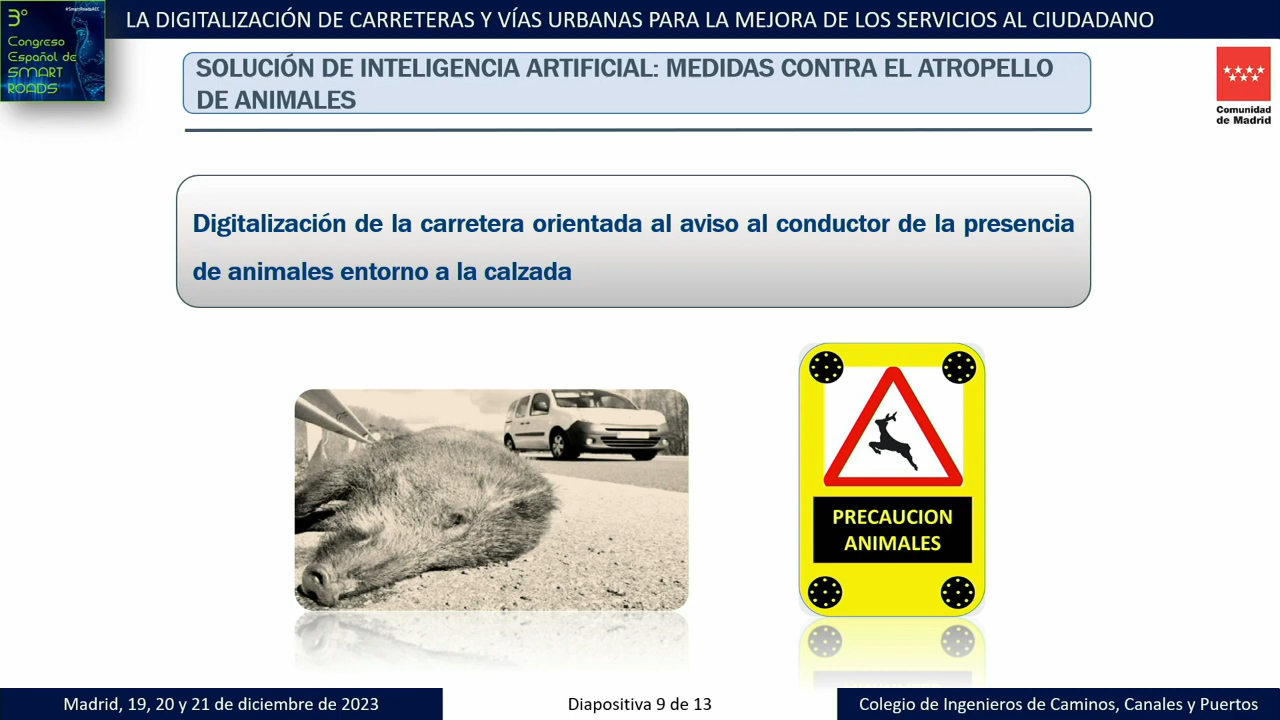 3º
Congreso
Español de
SMART
ROADS
#SmartRoadsAEC
LA DIGITALIZACIÓN DE CARRETERAS Y VÍAS URBANAS PARA LA MEJORA DE LOS SERVICIOS AL CIUDADANO
SOLUCIÓN DE INTELIGENCIA ARTIFICIAL: MEDIDAS CONTRA EL ATROPELLO
DE ANIMALES
Comunidad
de Madrid
Digitalización de la carretera orientada al aviso al conductor de la presencia
de animales entorno a la calzada
PRECAUCION
ANIMALES
Madrid, 19, 20 y 21 de diciembre de 2023
Diapositiva 9 de 13
Colegio de Ingenieros de Caminos, Canales y Puertos